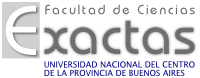 Facultad de Ciencias
Exactas
UNIVERSIDAD NACIONAL DEL CENTRO
DE LA PROVINCIA DE BUENOS AIRES